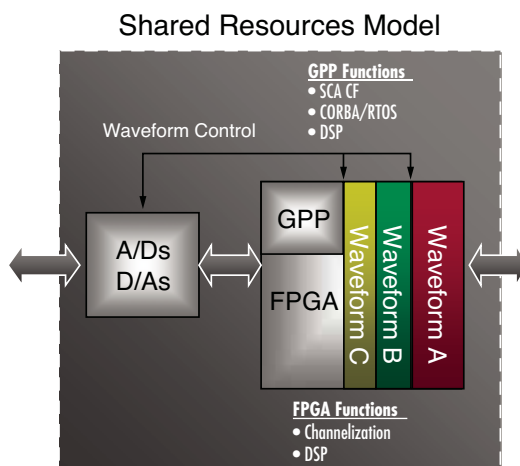 Shared Resources Model
GPP Functions
• SCA CF
• CORBA/RTOS
• DSP
Waveform Control
A/Ds
D/As
GPP
FPGA
Waveform C
Waveform B
Waveform A
FPGA Functions
• Channelization
• DSP